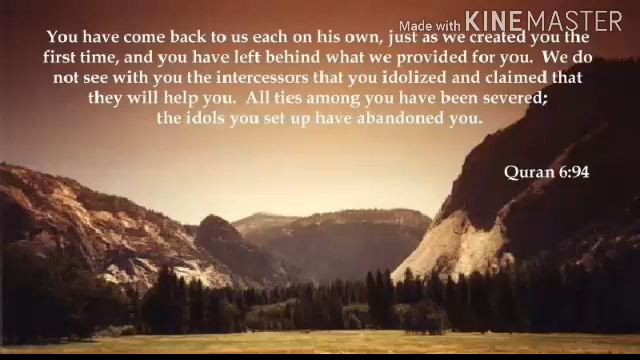 Made with KINEMASTER
You have come back to us each on his own, just as we created you the
first time, and you have left behind what we provided for you.  We do
not see with you the intercessors that you idolized and claimed that
they will help you.  All ties among you have been severed;
the idols you set up have abandoned you.
Quran 6:94